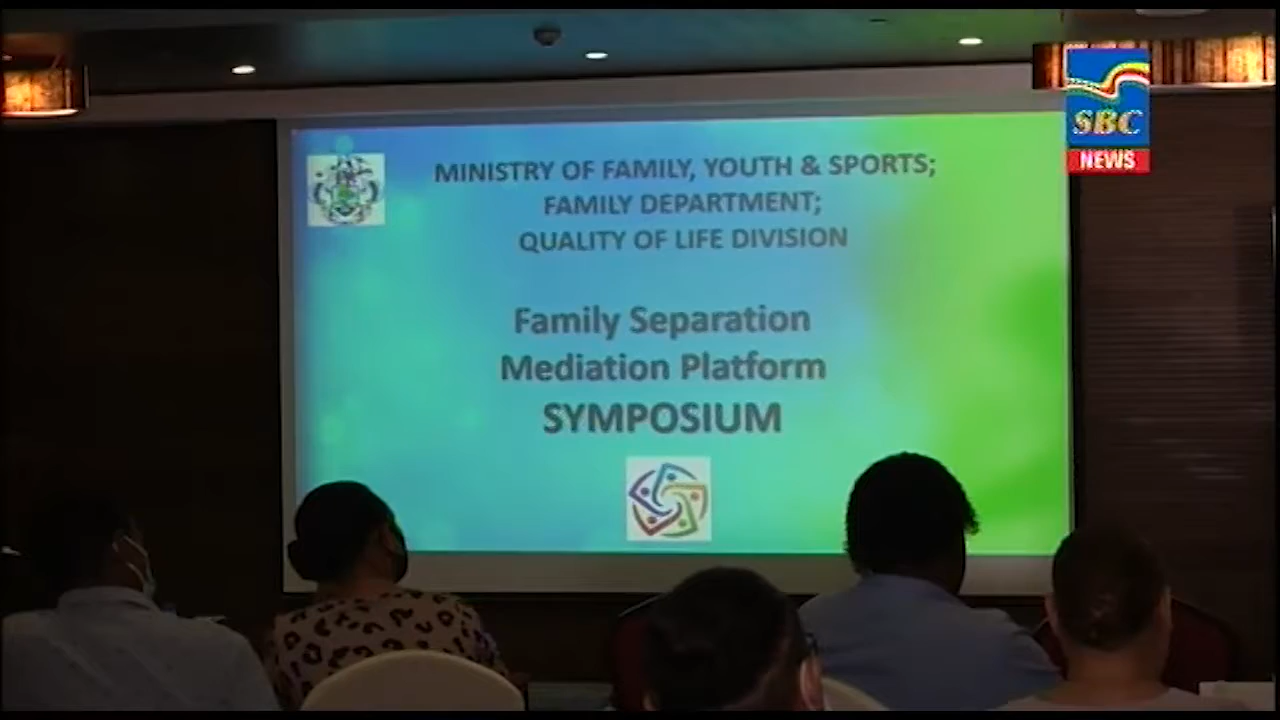 SBC
NEWS
MINISTRY OF FAMILY, YOUTH & SPORTS;
FAMILY DEPARTMENT;
QUALITY OF LIFE DIVISION
Family Separation
Mediation Platform
SYMPOSIUM